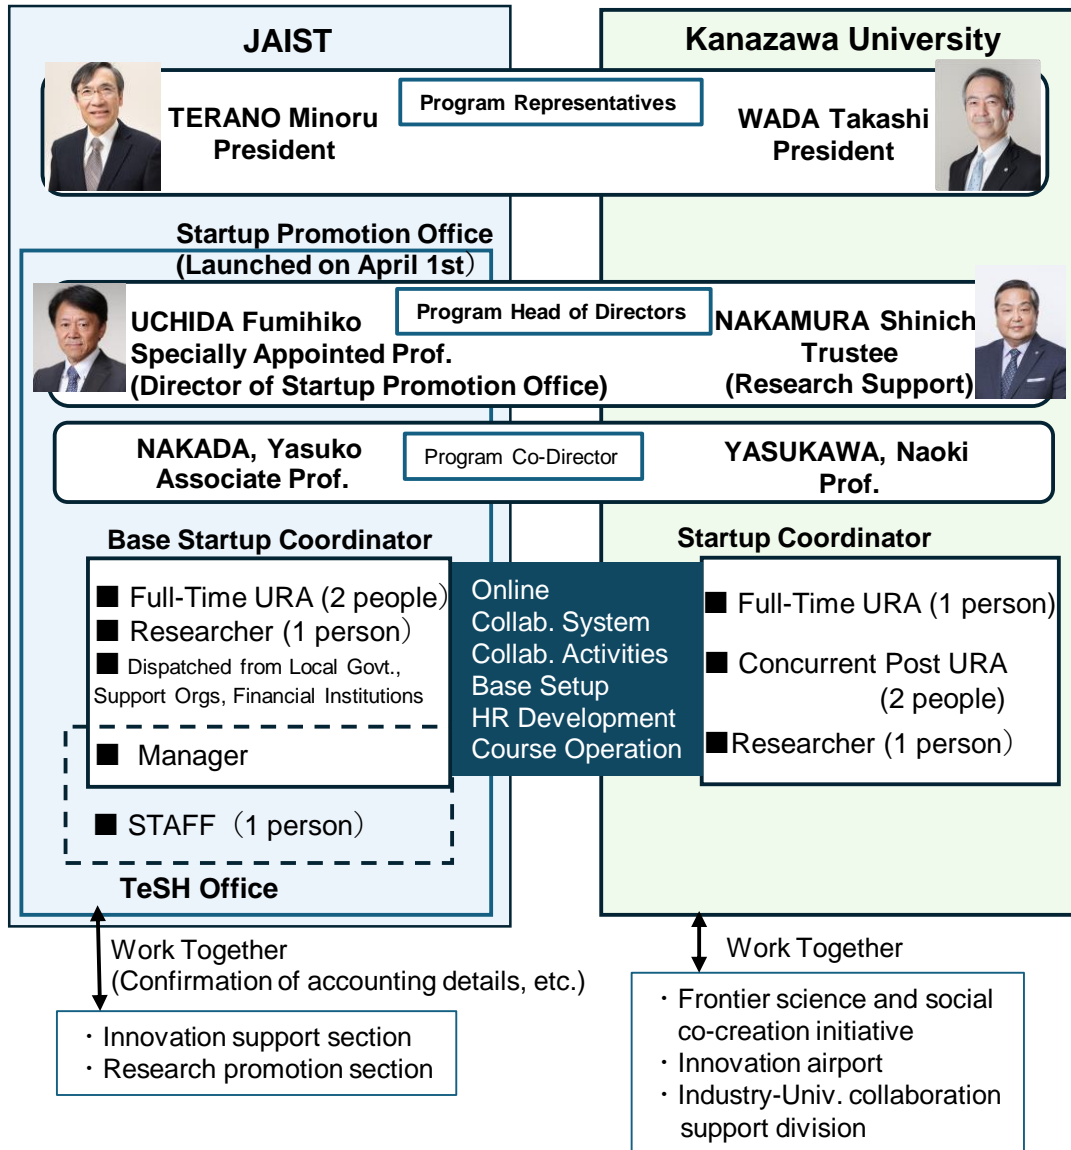 JAIST
Kanazawa University
Program Representatives
TERANO Minoru
President
WADA Takashi
President
Startup Promotion Office
(Launched on April 1st）
Program Head of Directors
UCHIDA Fumihiko
Specially Appointed Prof.
(Director of Startup Promotion Office)
NAKAMURA Shinich
Trustee
(Research Support)
NAKADA, Yasuko
Associate Prof.
Program Co-Director
YASUKAWA, Naoki
Prof.
Base Startup Coordinator
■ Full-Time URA (2 people）
■ Researcher (1 person）
■ Dispatched from Local Govt.,
Support Orgs, Financial Institutions
■ Manager
■ STAFF（1 person）
TeSH Office
Online
Collab. System
Collab. Activities
Base Setup
HR Development
Course Operation
Startup Coordinator
■ Full-Time URA (1 person)
■ Concurrent Post URA
(2 people)
■Researcher (1 person）
Work Together
(Confirmation of accounting details, etc.)
・Innovation support section
・Research promotion section
Work Together
・Frontier science and social
co-creation initiative
・Innovation airport
・Industry-Univ. collaboration
support division